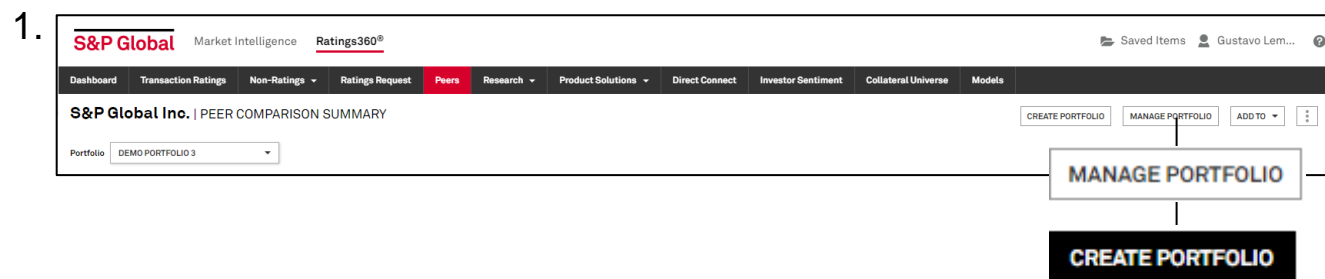 1.
S&P Global Market Intelligence Ratings360® Saved Items Gustavo Lem...
Dashboard Transaction Ratings Non-Ratings Ratings Request Peers Research Product Solutions Direct Connect Investor Sentiment Collateral Universe Models
S&P Global Inc. | PEER COMPARISON SUMMARY CREATE PORTFOLIO MANAGE PORTFOLIO ADD TO
Portfolio DEMO PORTFOLIO 3
MANAGE PORTFOLIO
CREATE PORTFOLIO